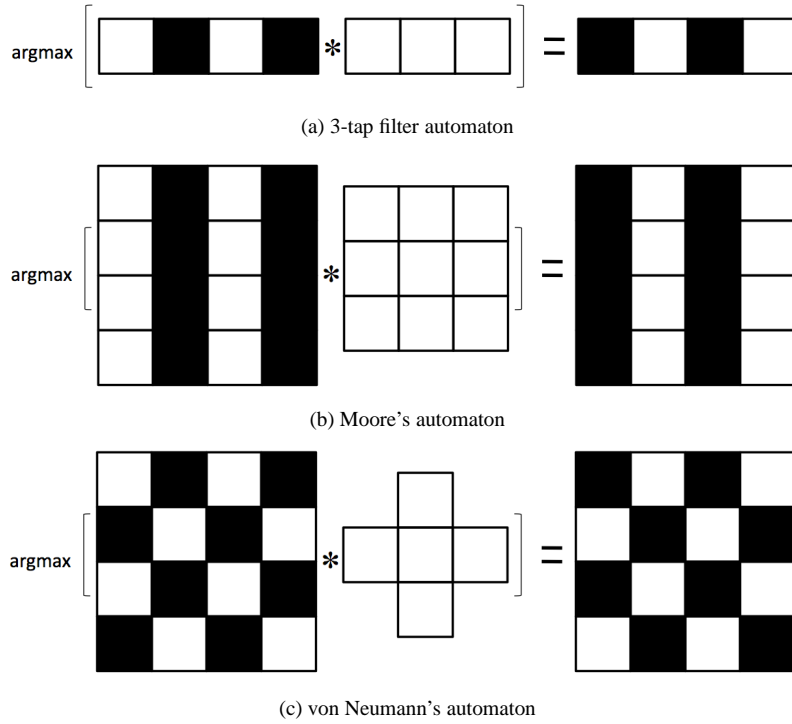 argmax [ * ] =
(a) 3-tap filter automaton
argmax [ * ] =
(b) Moore's automaton
argmax [ * ] =
(c) von Neumann's automaton